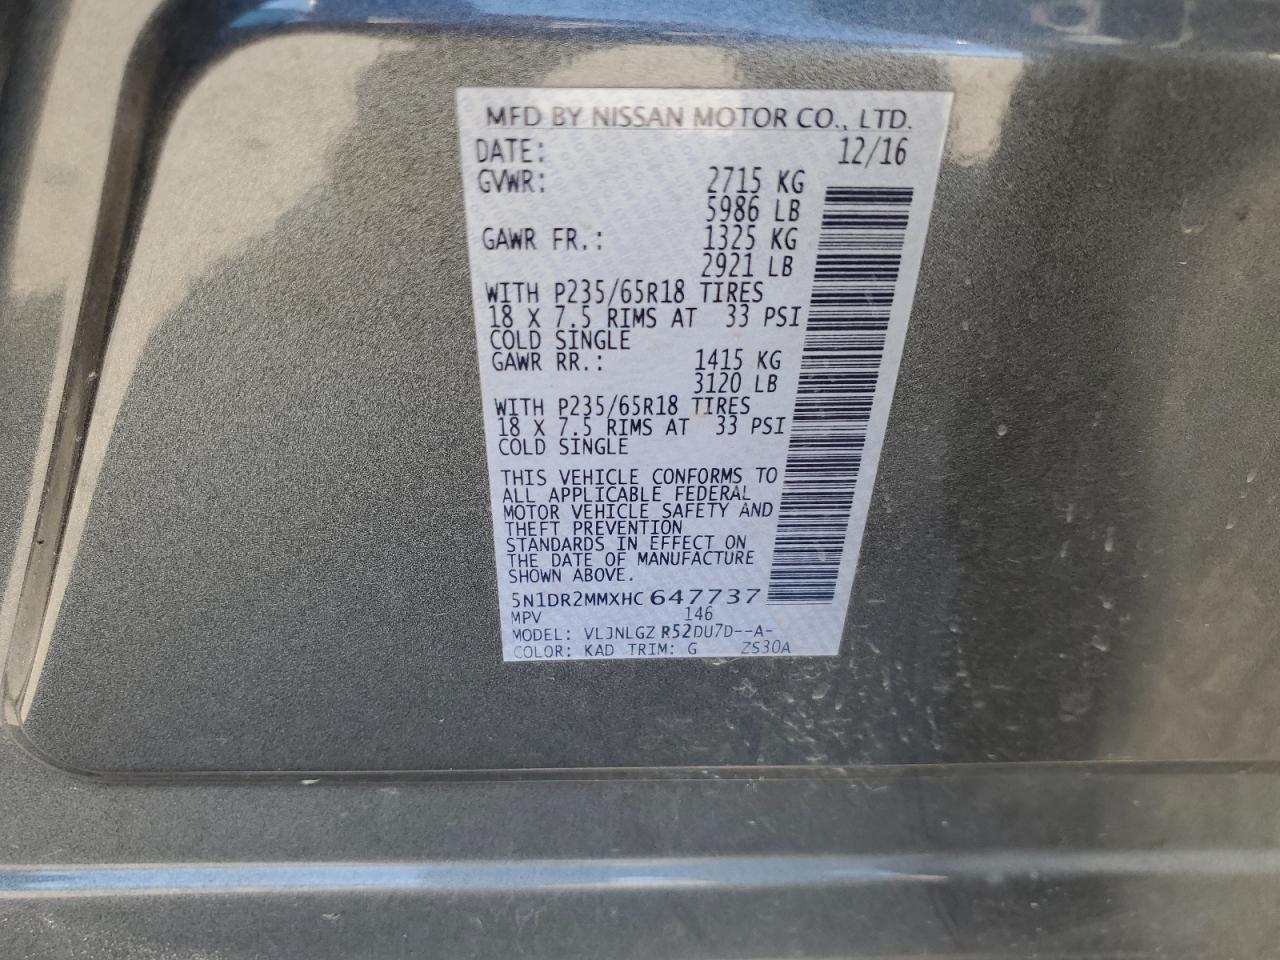 MFD BY NISSAN MOTOR CO., LTD.
DATE: 12/16
GVWR: 2715 KG
5986 LB
GAWR FR.: 1325 KG
2921 LB
WITH P235/65R18 TIRES
18 X 7.5 RIMS AT 33 PSI
COLD SINGLE
GAWR RR.: 1415 KG
3120 LB
WITH P235/65R18 TIRES
18 X 7.5 RIMS AT 33 PSI
COLD SINGLE
THIS VEHICLE CONFORMS TO
ALL APPLICABLE FEDERAL
MOTOR VEHICLE SAFETY AND
THEFT PREVENTION
STANDARDS IN EFFECT ON
THE DATE OF MANUFACTURE
SHOWN ABOVE.
5N1DR2MMXHC647737
MPV 146
MODEL: VLJNLGZ R52DU7D--A-
COLOR: KAD TRIM: G ZS30A